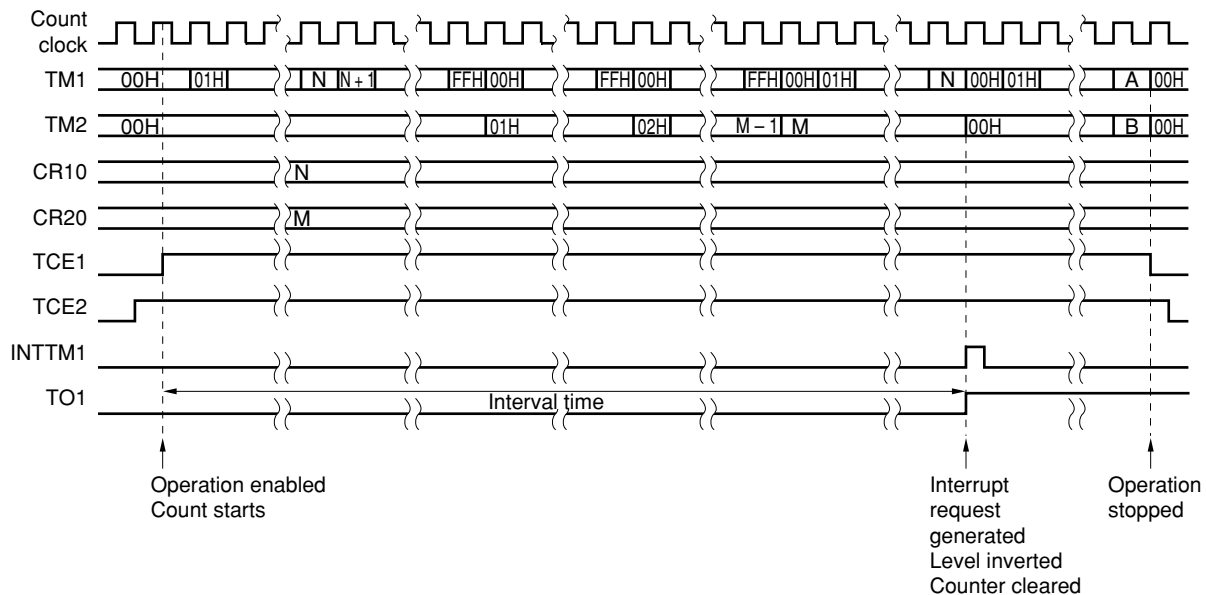 Count
clock
TM1 00H 01H N N + 1 FFH 00H FFH 00H FFH 00H 01H N 00H 01H A 00H
TM2 00H 01H 02H M – 1 M 00H B 00H
CR10 N
CR20 M
TCE1
TCE2
INTTM1
TO1
Interval time
Operation enabled
Count starts
Interrupt
request
generated
Level inverted
Counter cleared
Operation
stopped